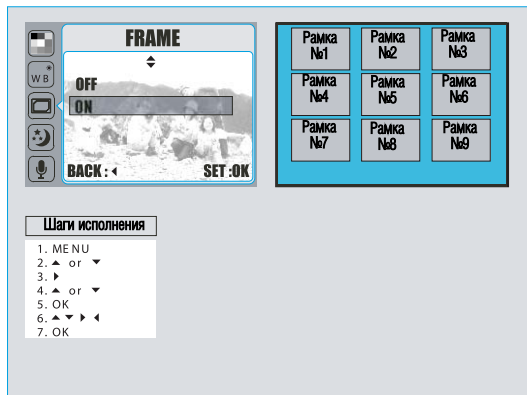 FRAME
W B
OFF
ON
BACK : ◂ SET :OK
Рамка №1 Рамка №2 Рамка №3
Рамка №4 Рамка №5 Рамка №6
Рамка №7 Рамка №8 Рамка №9
Шаги исполнения
1. MENU
2. ▲ or ▼
3. ▶
4. ▲ or ▼
5. OK
6. ▲ ▼ ▶ ◀
7. OK